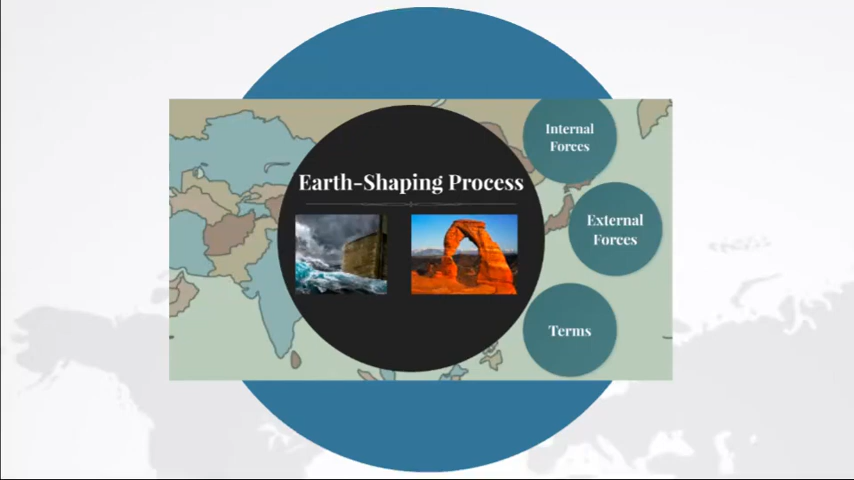 Earth-Shaping Process
Internal
Forces
External
Forces
Terms